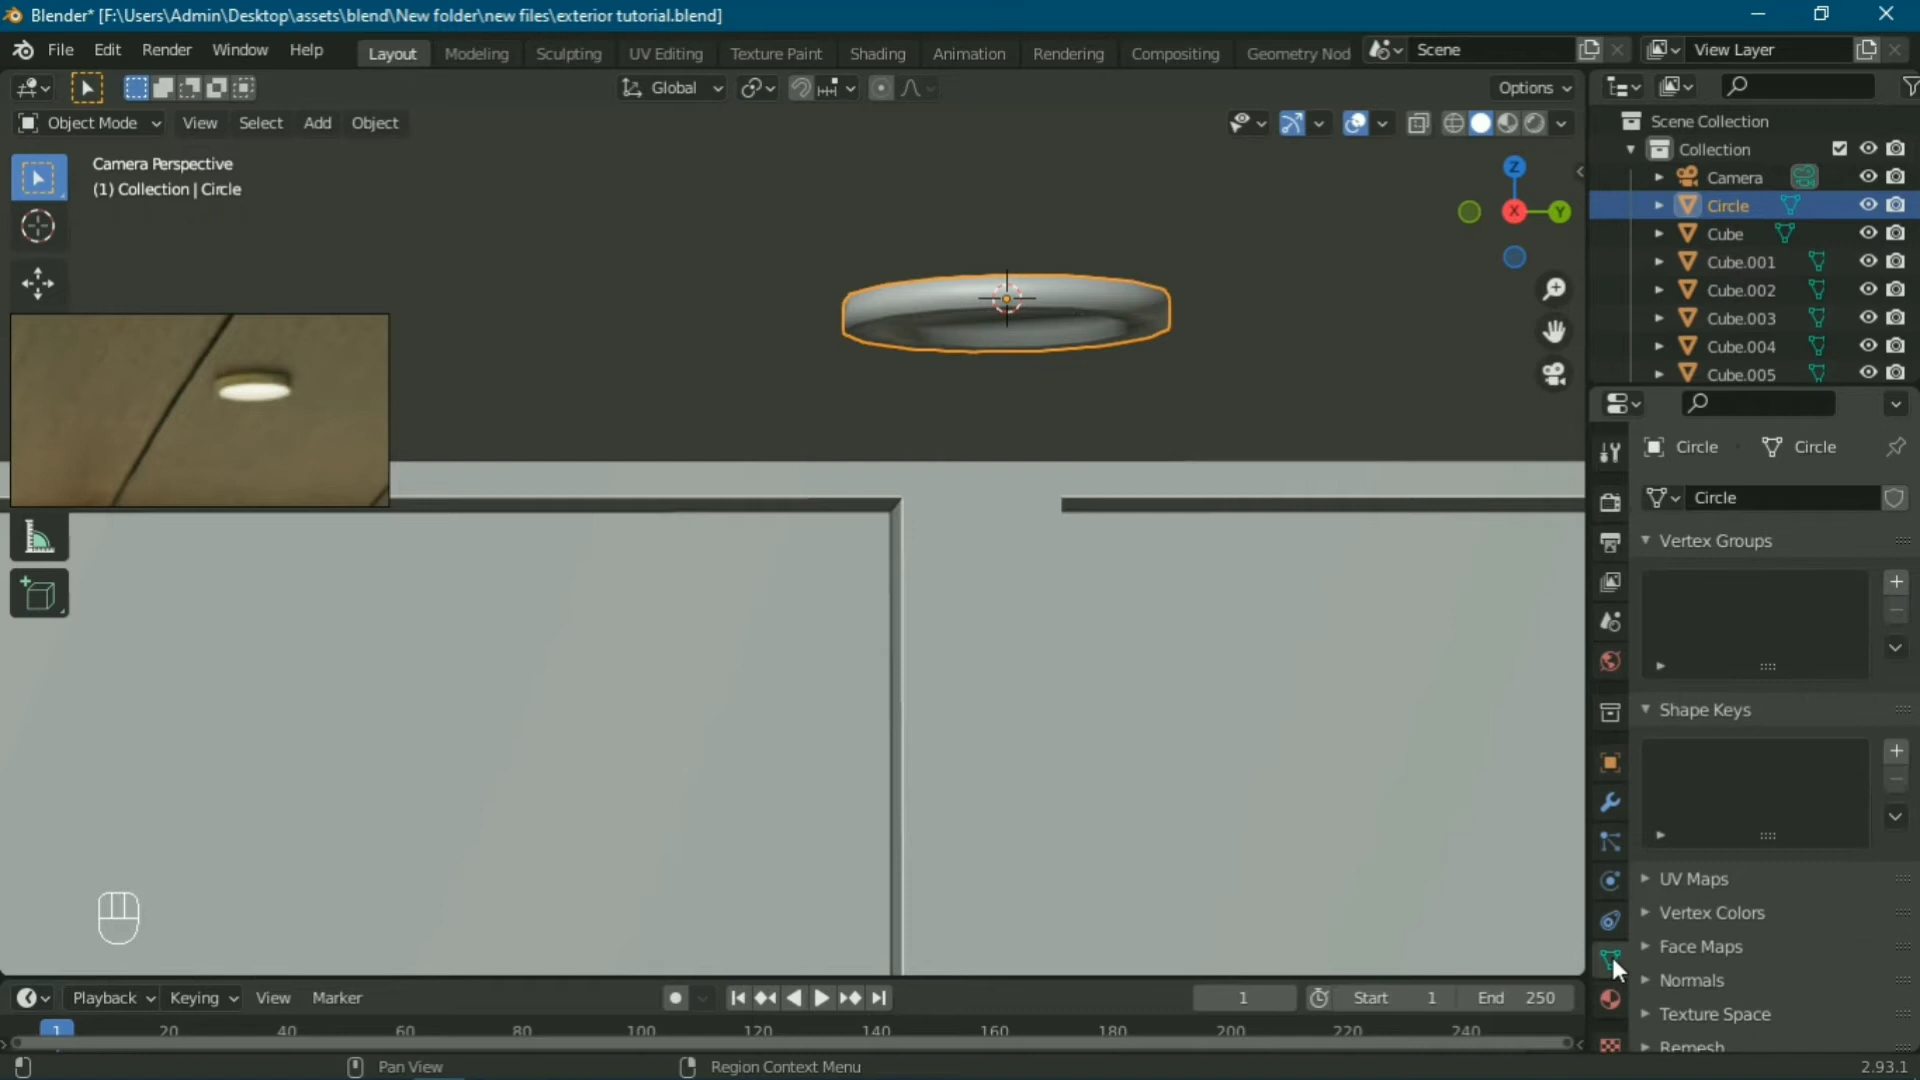 Blender* [F:\Users\Admin\Desktop\assets\blend\New folder\new files\exterior tutorial.blend]
File Edit Render Window Help Layout Modeling Sculpting UV Editing Texture Paint Shading Animation Rendering Compositing Geometry Nod Scene View Layer
Global Options
Object Mode View Select Add Object
Camera Perspective
(1) Collection | Circle
Z
X
Y
Scene Collection
Collection
Camera
Circle
Cube
Cube.001
Cube.002
Cube.003
Cube.004
Cube.005
Circle Circle
Circle
Vertex Groups
Shape Keys
UV Maps
Vertex Colors
Face Maps
Normals
Texture Space
Remesh
Playback Keying View Marker 1 Start 1 End 250
1 20 40 60 80 100 120 140 160 180 200 220 240
Pan View Region Context Menu 2.93.1